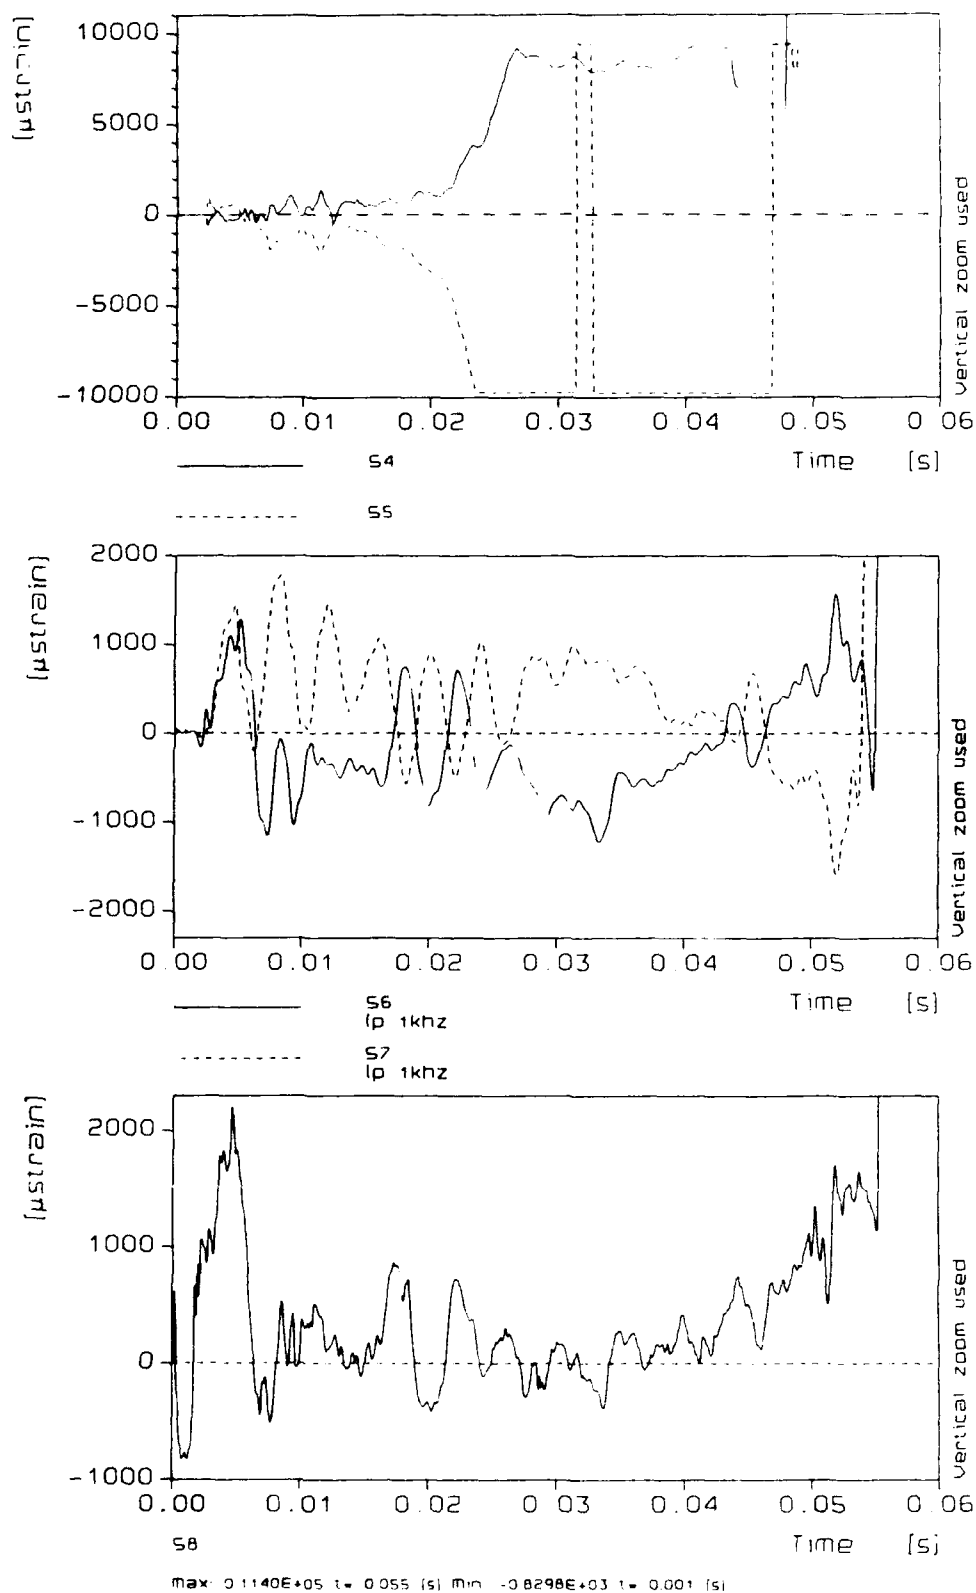 10000
5000
0
-5000
-10000
[µstrain]
Vertical zoom used
0.00 0.01 0.02 0.03 0.04 0.05 0.06
Time [s]
S4
S5
2000
1000
0
-1000
-2000
[µstrain]
Vertical zoom used
0.00 0.01 0.02 0.03 0.04 0.05 0.06
Time [s]
S6
lp 1khz
S7
lp 1khz
2000
1000
0
-1000
[µstrain]
Vertical zoom used
0.00 0.01 0.02 0.03 0.04 0.05 0.06
Time [s]
S8
max: 0.1140E+05 t= 0.055 [s] min -0.8298E+03 t= 0.001 [s]